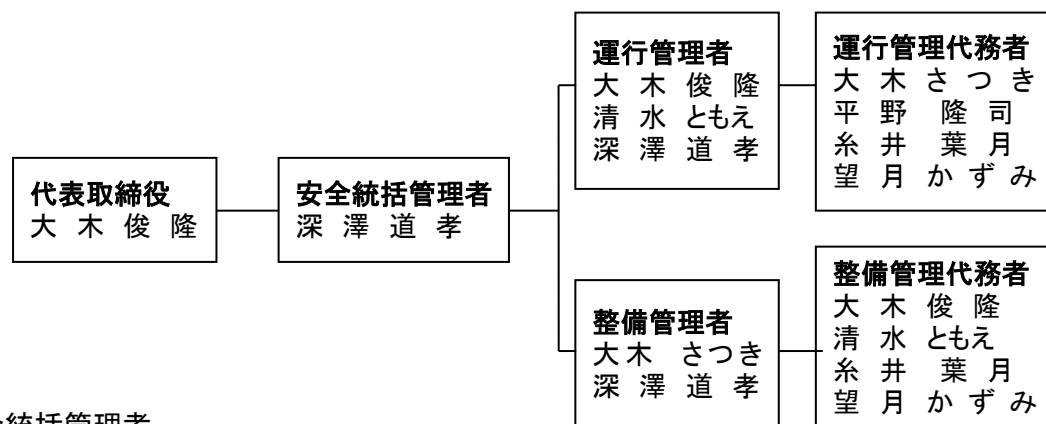 代表取締役
大木俊隆
安全統括管理者
深澤道孝
運行管理者
大木俊隆
清水ともえ
深澤道孝
運行管理代務者
大木さつき
平野隆司
糸井葉月
望月かずみ
整備管理者
大木さつき
深澤道孝
整備管理代務者
大木俊隆
清水ともえ
糸井葉月
望月かずみ
統括管理者